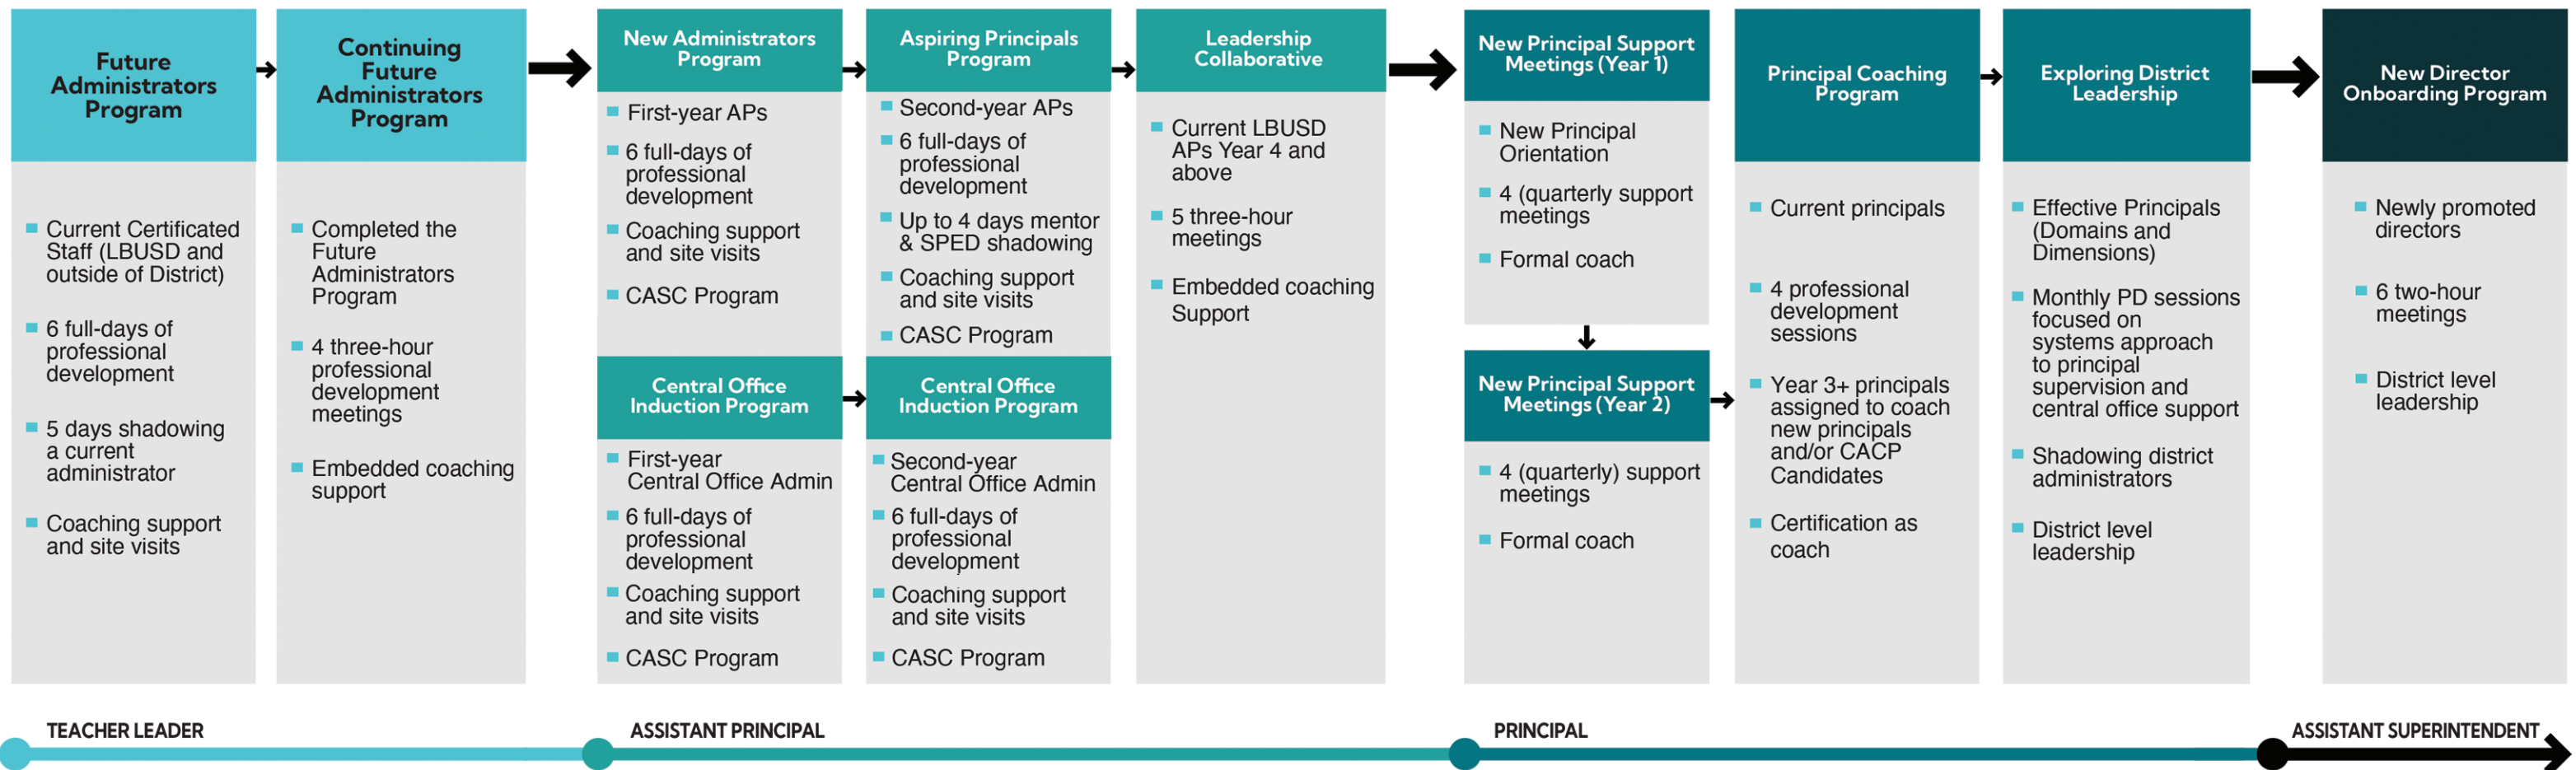 Future
Administrators
Program
Current Certificated
Staff (LBUSD and
outside of District)
6 full-days of
professional
development
5 days shadowing
a current
administrator
Coaching support
and site visits
Continuing
Future
Administrators
Program
Completed the
Future
Administrators
Program
4 three-hour
professional
development
meetings
Embedded coaching
support
New Administrators
Program
First-year APs
6 full-days of
professional
development
Coaching support
and site visits
CASC Program
Central Office
Induction Program
First-year
Central Office Admin
6 full-days of
professional
development
Coaching support
and site visits
CASC Program
Aspiring Principals
Program
Second-year APs
6 full-days of
professional
development
Up to 4 days mentor
& SPED shadowing
Coaching support
and site visits
CASC Program
Central Office
Induction Program
Second-year
Central Office Admin
6 full-days of
professional
development
Coaching support
and site visits
CASC Program
Leadership
Collaborative
Current LBUSD
APs Year 4 and
above
5 three-hour
meetings
Embedded coaching
Support
New Principal Support
Meetings (Year 1)
New Principal
Orientation
4 (quarterly support
meetings
Formal coach
New Principal Support
Meetings (Year 2)
4 (quarterly) support
meetings
Formal coach
Principal Coaching
Program
Current principals
4 professional
development
sessions
Year 3+ principals
assigned to coach
new principals
and/or CACP
Candidates
Certification as
coach
Exploring District
Leadership
Effective Principals
(Domains and
Dimensions)
Monthly PD sessions
focused on
systems approach
to principal
supervision and
central office support
Shadowing district
administrators
District level
leadership
New Director
Onboarding Program
Newly promoted
directors
6 two-hour
meetings
District level
leadership
TEACHER LEADER
ASSISTANT PRINCIPAL
PRINCIPAL
ASSISTANT SUPERINTENDENT